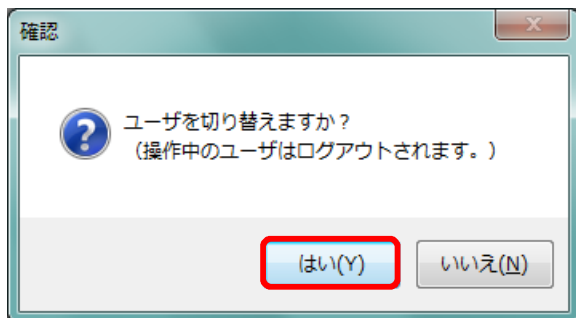 確認
ユーザを切り替えますか？
（操作中のユーザはログアウトされます。）
はい(Y)
いいえ(N)